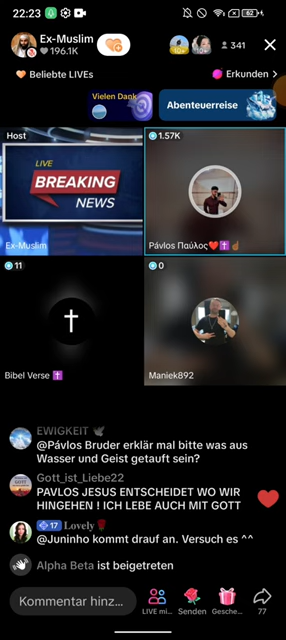 22:23
62
Ex-Muslim
196.1K
10
10
341
Beliebte LIVEs
Erkunden >
Vielen Dank
Abenteuerreise
Host
LIVE
BREAKING
NEWS
Ex-Muslim
1.57K
Pávlos Παύλος❤️✝️☝🏾
11
Bibel Verse ✝️
0
Maniek892
EWIGKEIT 🕊
@Pávlos Bruder erklär mal bitte was aus
Wasser und Geist getauft sein?
Gott_ist_Liebe22
PAVLOS JESUS ENTSCHEIDET WO WIR
HINGEHEN ! ICH LEBE AUCH MIT GOTT
17 𝐋𝐨𝐯𝐞𝐥𝐲🌹
@Juninho kommt drauf an. Versuch es ^^
Alpha Beta ist beigetreten
Kommentar hinz...
LIVE mi...
Senden
Gesche...
77